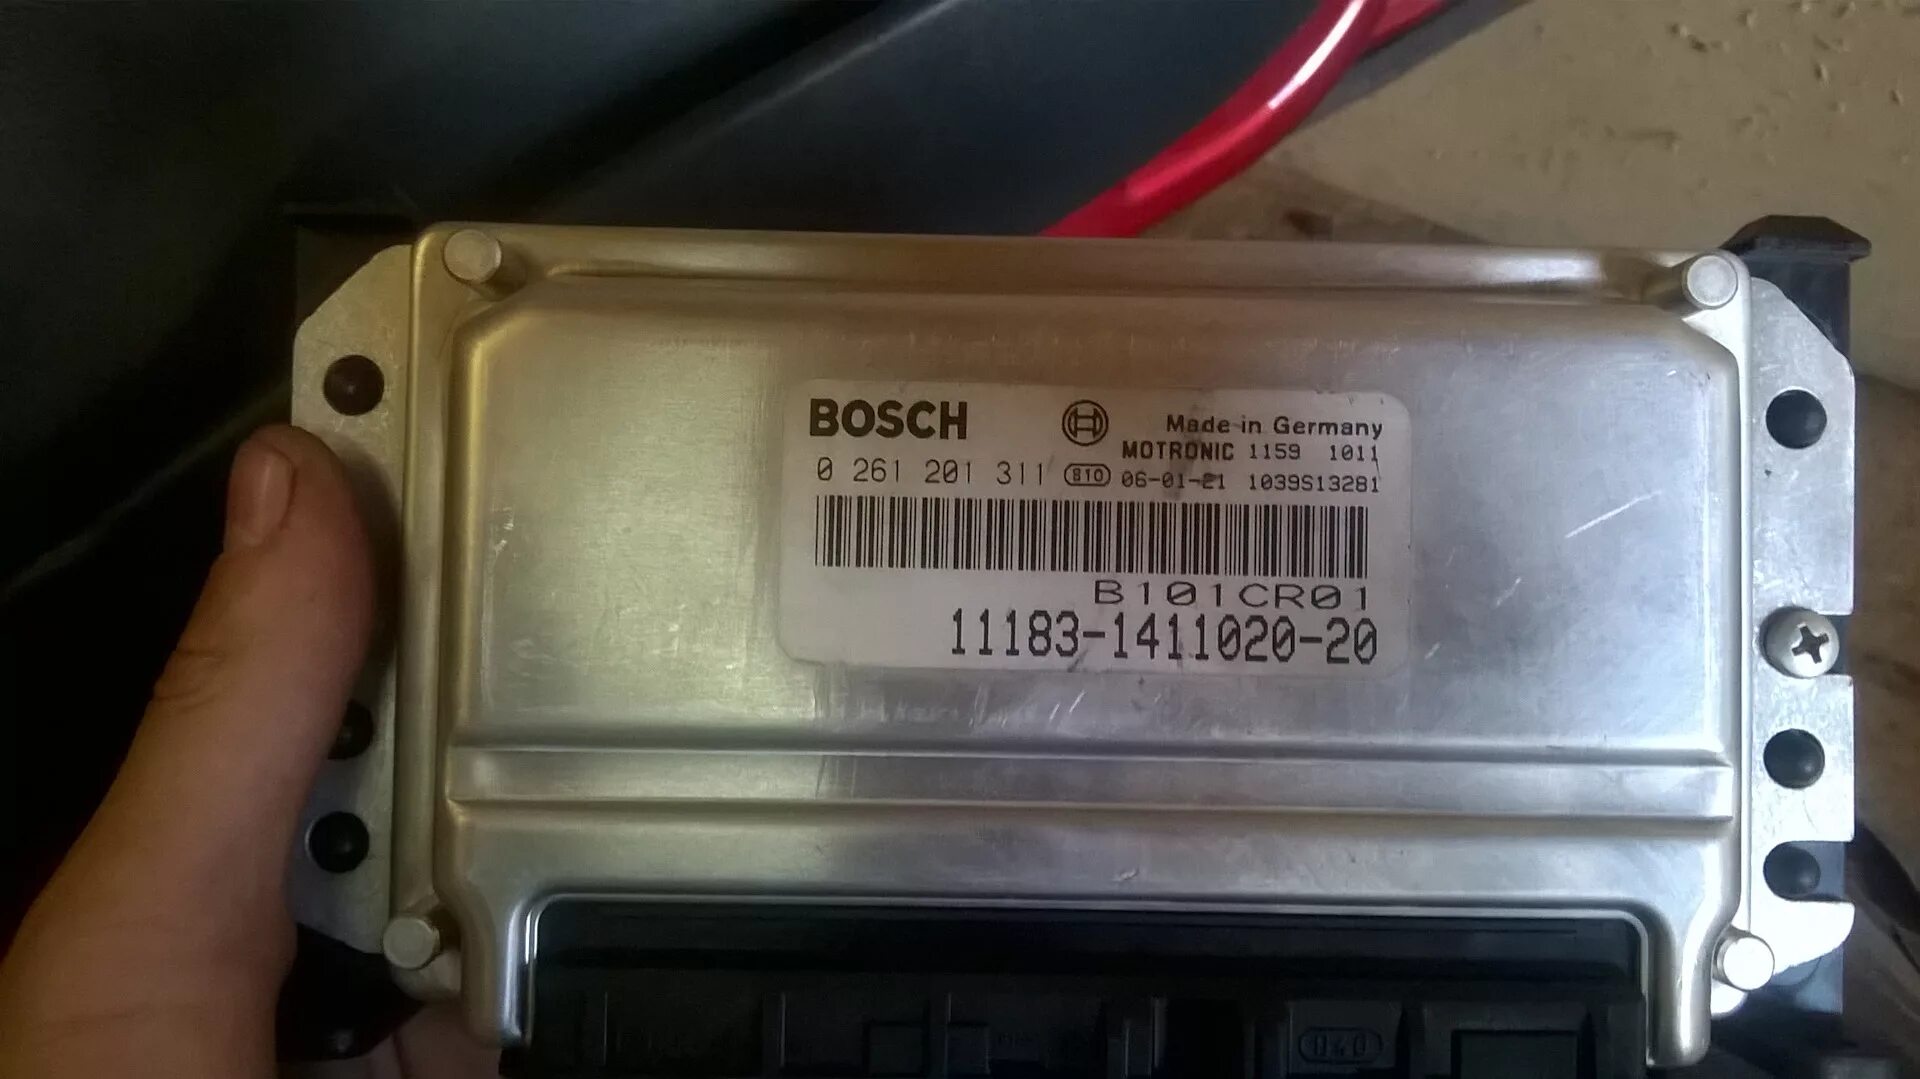 BOSCH
Made in Germany
MOTRONIC 1159 1011
0 261 201 311 S10 06-01-21 1039S13281
B101CR01
11183-1411020-20